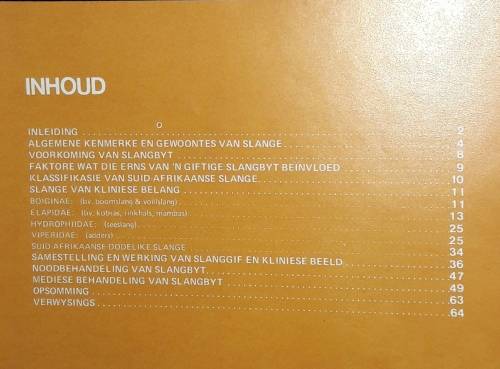 INHOUD
INLEIDING 2
ALGEMENE KENMERKE EN GEWOONTES VAN SLANGE 4
VOORKOMING VAN SLANGBYT 8
FAKTORE WAT DIE ERNS VAN 'N GIFTIGE SLANGBYT BEÏNVLOED 9
KLASSIFIKASIE VAN SUID-AFRIKAANSE SLANGE 10
SLANGE VAN KLINIESE BELANG 11
BOIGINAE: (bv. boomslang & voëlslang) 11
ELAPIDAE: (bv. kobras, rinkhals, mambas) 13
HYDROPHIIDAE: (seeslang) 25
VIPERIDAE: (adders) 25
SUID-AFRIKAANSE DODELIKE SLANGE 34
SAMESTELLING EN WERKING VAN SLANGGIF EN KLINIESE BEELD 36
NOODBEHANDELING VAN SLANGBYT 47
MEDIESE BEHANDELING VAN SLANGBYT 49
OPSOMMING 63
VERWYSINGS 64